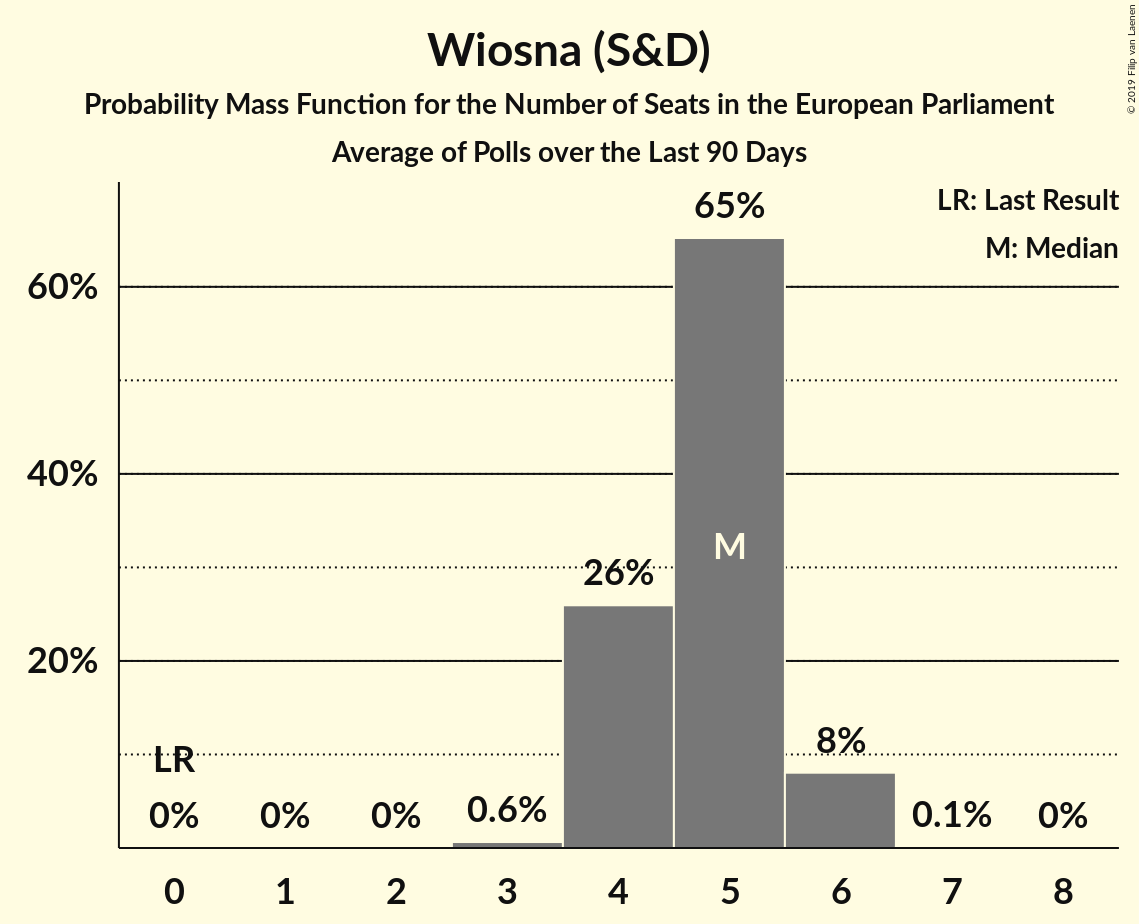 Wiosna (S&D)
Probability Mass Function for the Number of Seats in the European Parliament
Average of Polls over the Last 90 Days
© 2019 Filip van Laenen
LR: Last Result
M: Median
65%
60%
40%
M
26%
20%
LR
8%
0% 0% 0% 0.6% 0.1% 0%
0 1 2 3 4 5 6 7 8